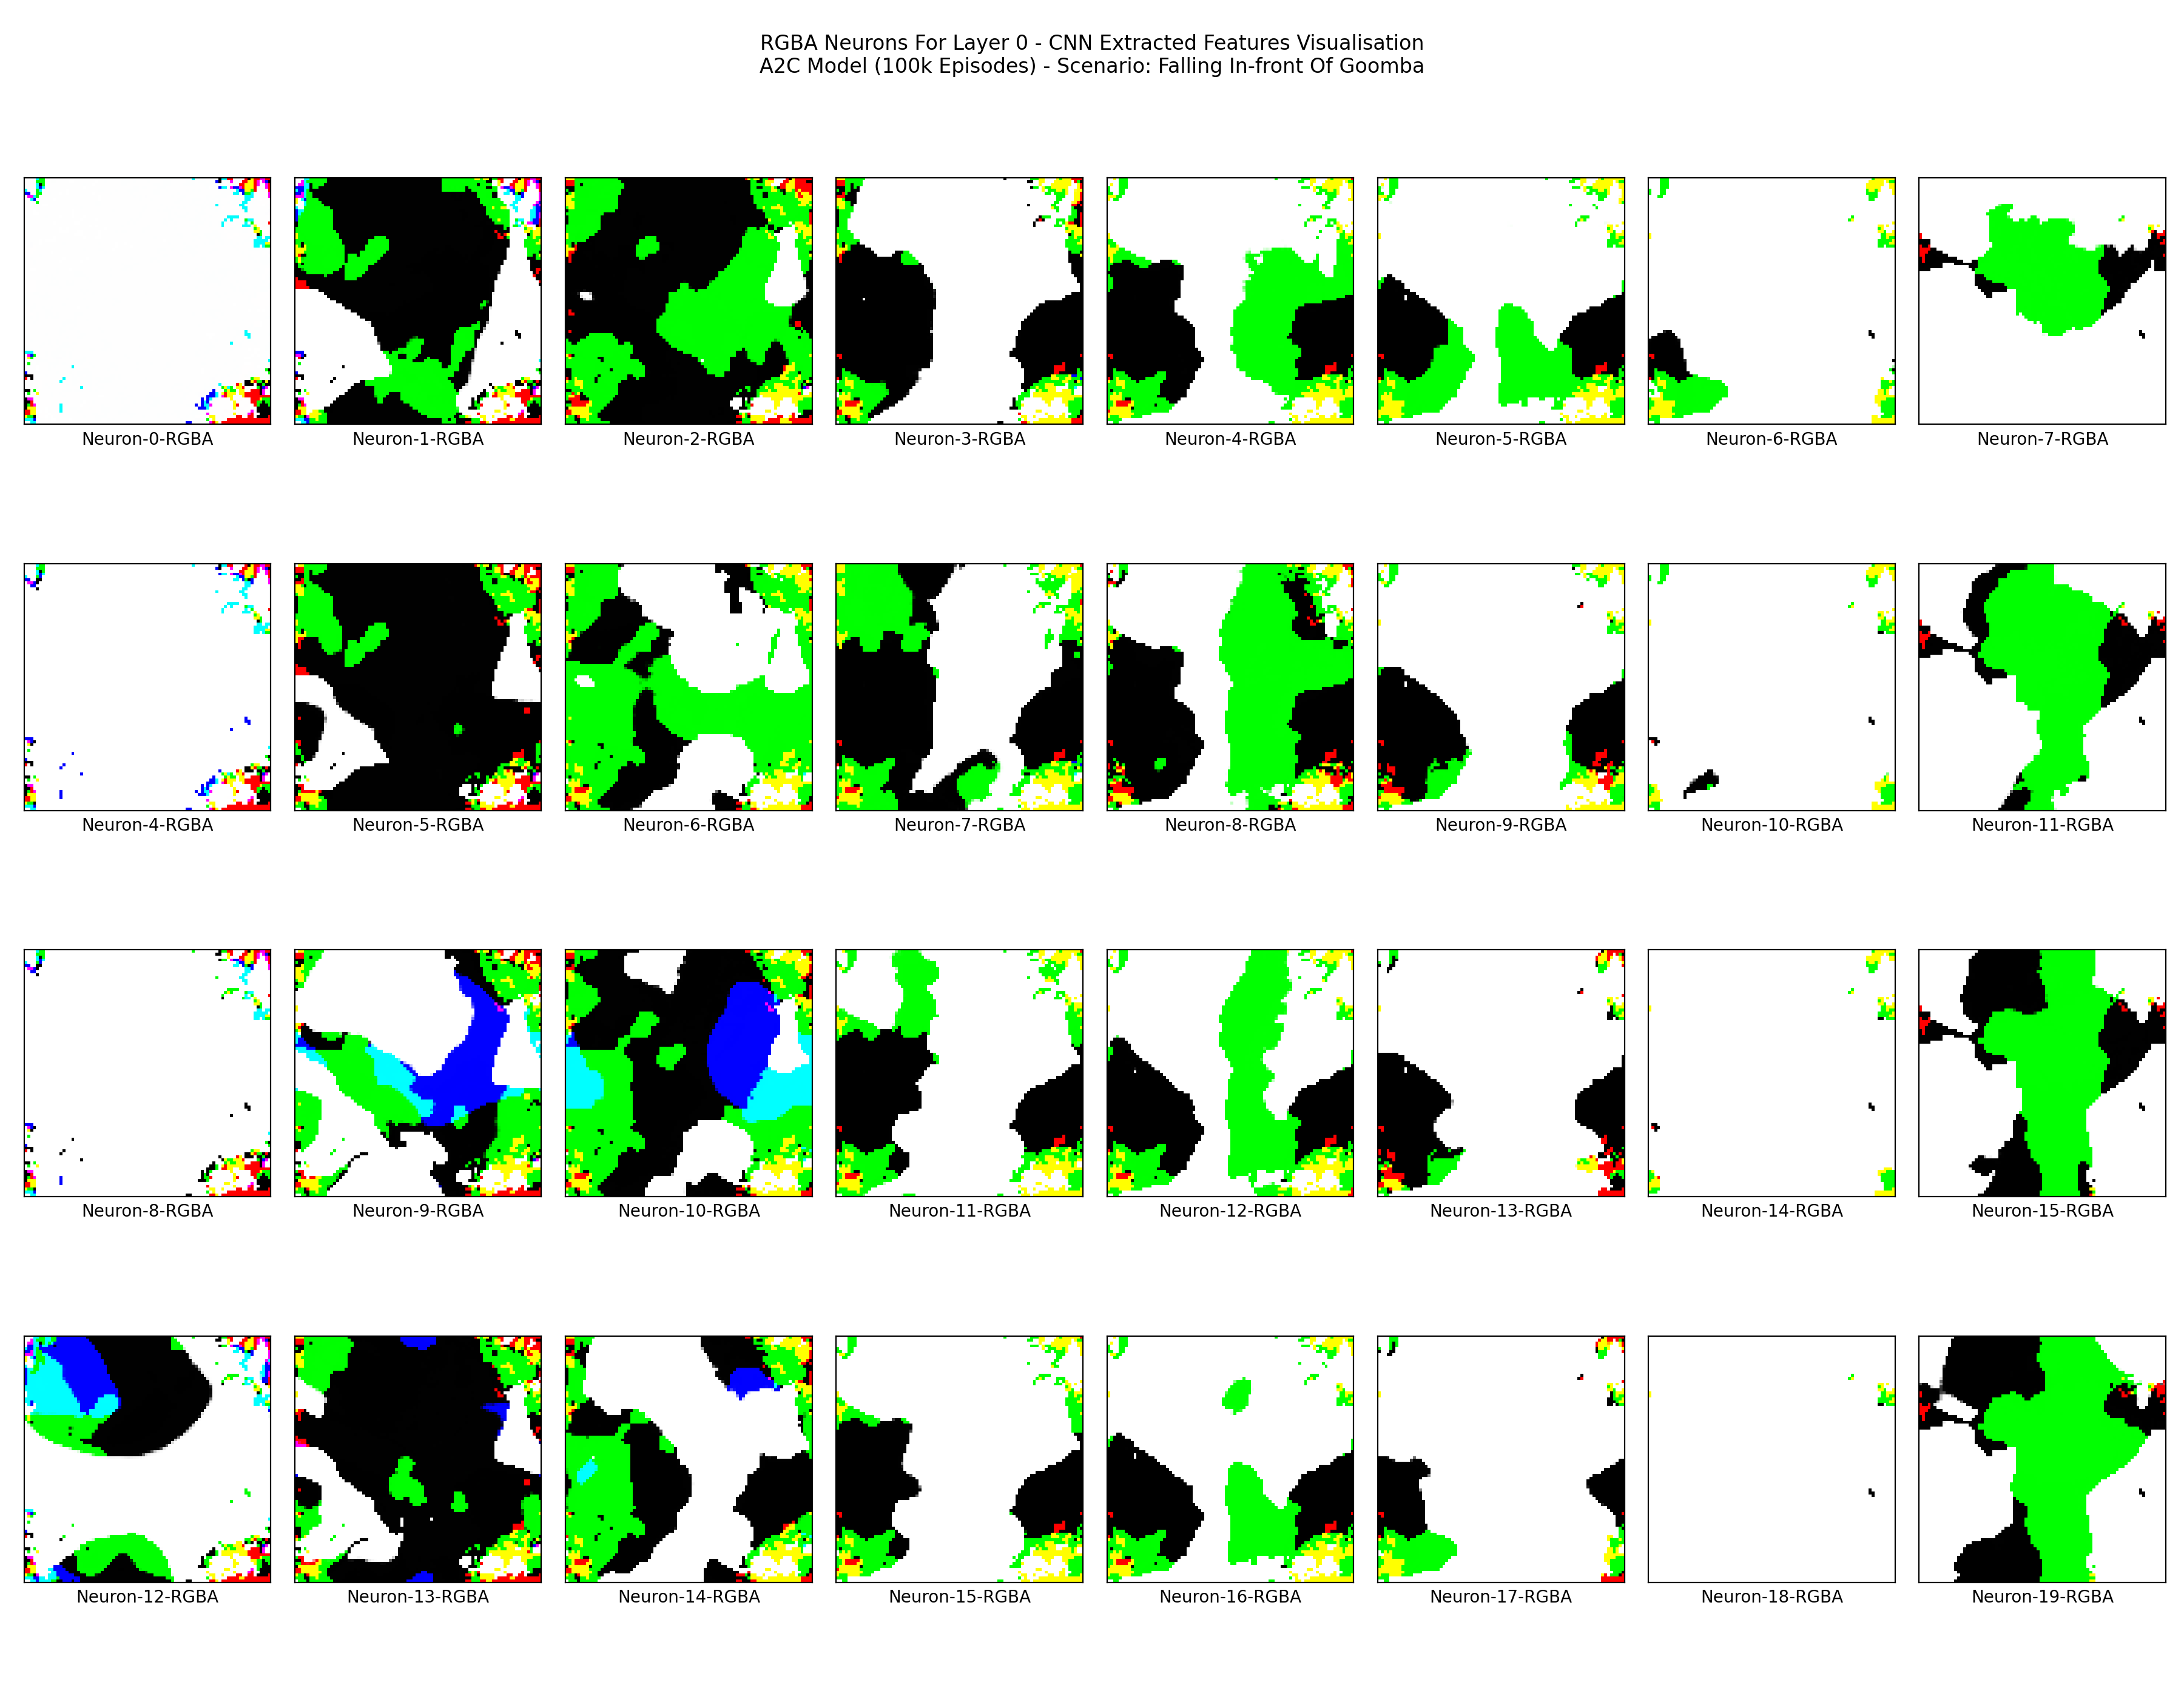 RGBA Neurons For Layer 0 - CNN Extracted Features Visualisation
A2C Model (100k Episodes) - Scenario: Falling In-front Of Goomba
Neuron-0-RGBA
Neuron-1-RGBA
Neuron-2-RGBA
Neuron-3-RGBA
Neuron-4-RGBA
Neuron-5-RGBA
Neuron-6-RGBA
Neuron-7-RGBA
Neuron-4-RGBA
Neuron-5-RGBA
Neuron-6-RGBA
Neuron-7-RGBA
Neuron-8-RGBA
Neuron-9-RGBA
Neuron-10-RGBA
Neuron-11-RGBA
Neuron-8-RGBA
Neuron-9-RGBA
Neuron-10-RGBA
Neuron-11-RGBA
Neuron-12-RGBA
Neuron-13-RGBA
Neuron-14-RGBA
Neuron-15-RGBA
Neuron-12-RGBA
Neuron-13-RGBA
Neuron-14-RGBA
Neuron-15-RGBA
Neuron-16-RGBA
Neuron-17-RGBA
Neuron-18-RGBA
Neuron-19-RGBA